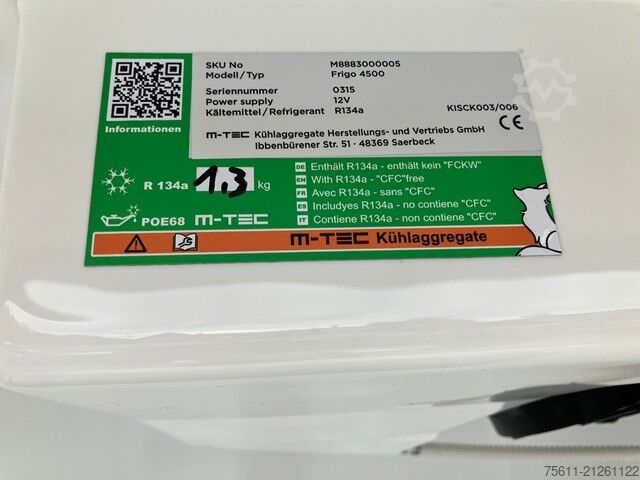 SKU No M8883000005
Modell/Typ Frigo 4500
Seriennummer 0315
Power supply 12V
Kältemittel/Refrigerant R134a KISCK003/006
M-TEC Kühlaggregate Herstellungs- und Vertriebs GmbH
Ibbenbürener Str. 51 · 48369 Saerbeck
CE
Informationen
R 134a 1,3 kg
POE68 M-TEC
DE Enthält R134a - enthält kein "FCKW"
EN With R134a - "CFC"free
FR Avec R134a - sans "CFC"
ES Includyes R134a - no contiene "CFC"
IT Contiene R134a - non contiene "CFC"
M-TEC Kühlaggregate
75611-21261122